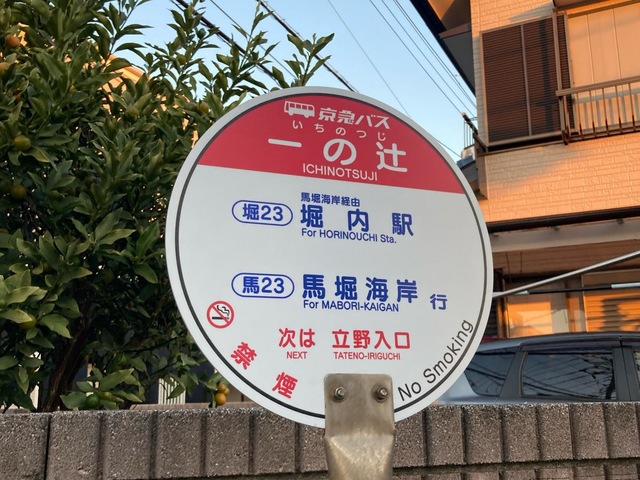 京急バス
いちのつじ
一の辻
ICHINOTSUJI
馬堀海岸経由
堀23 堀内駅
For HORINOUCHI Sta.
馬23 馬堀海岸 行
For MABORI-KAIGAN
次は 立野入口
NEXT TATENO-IRIGUCHI
禁煙
No Smoking